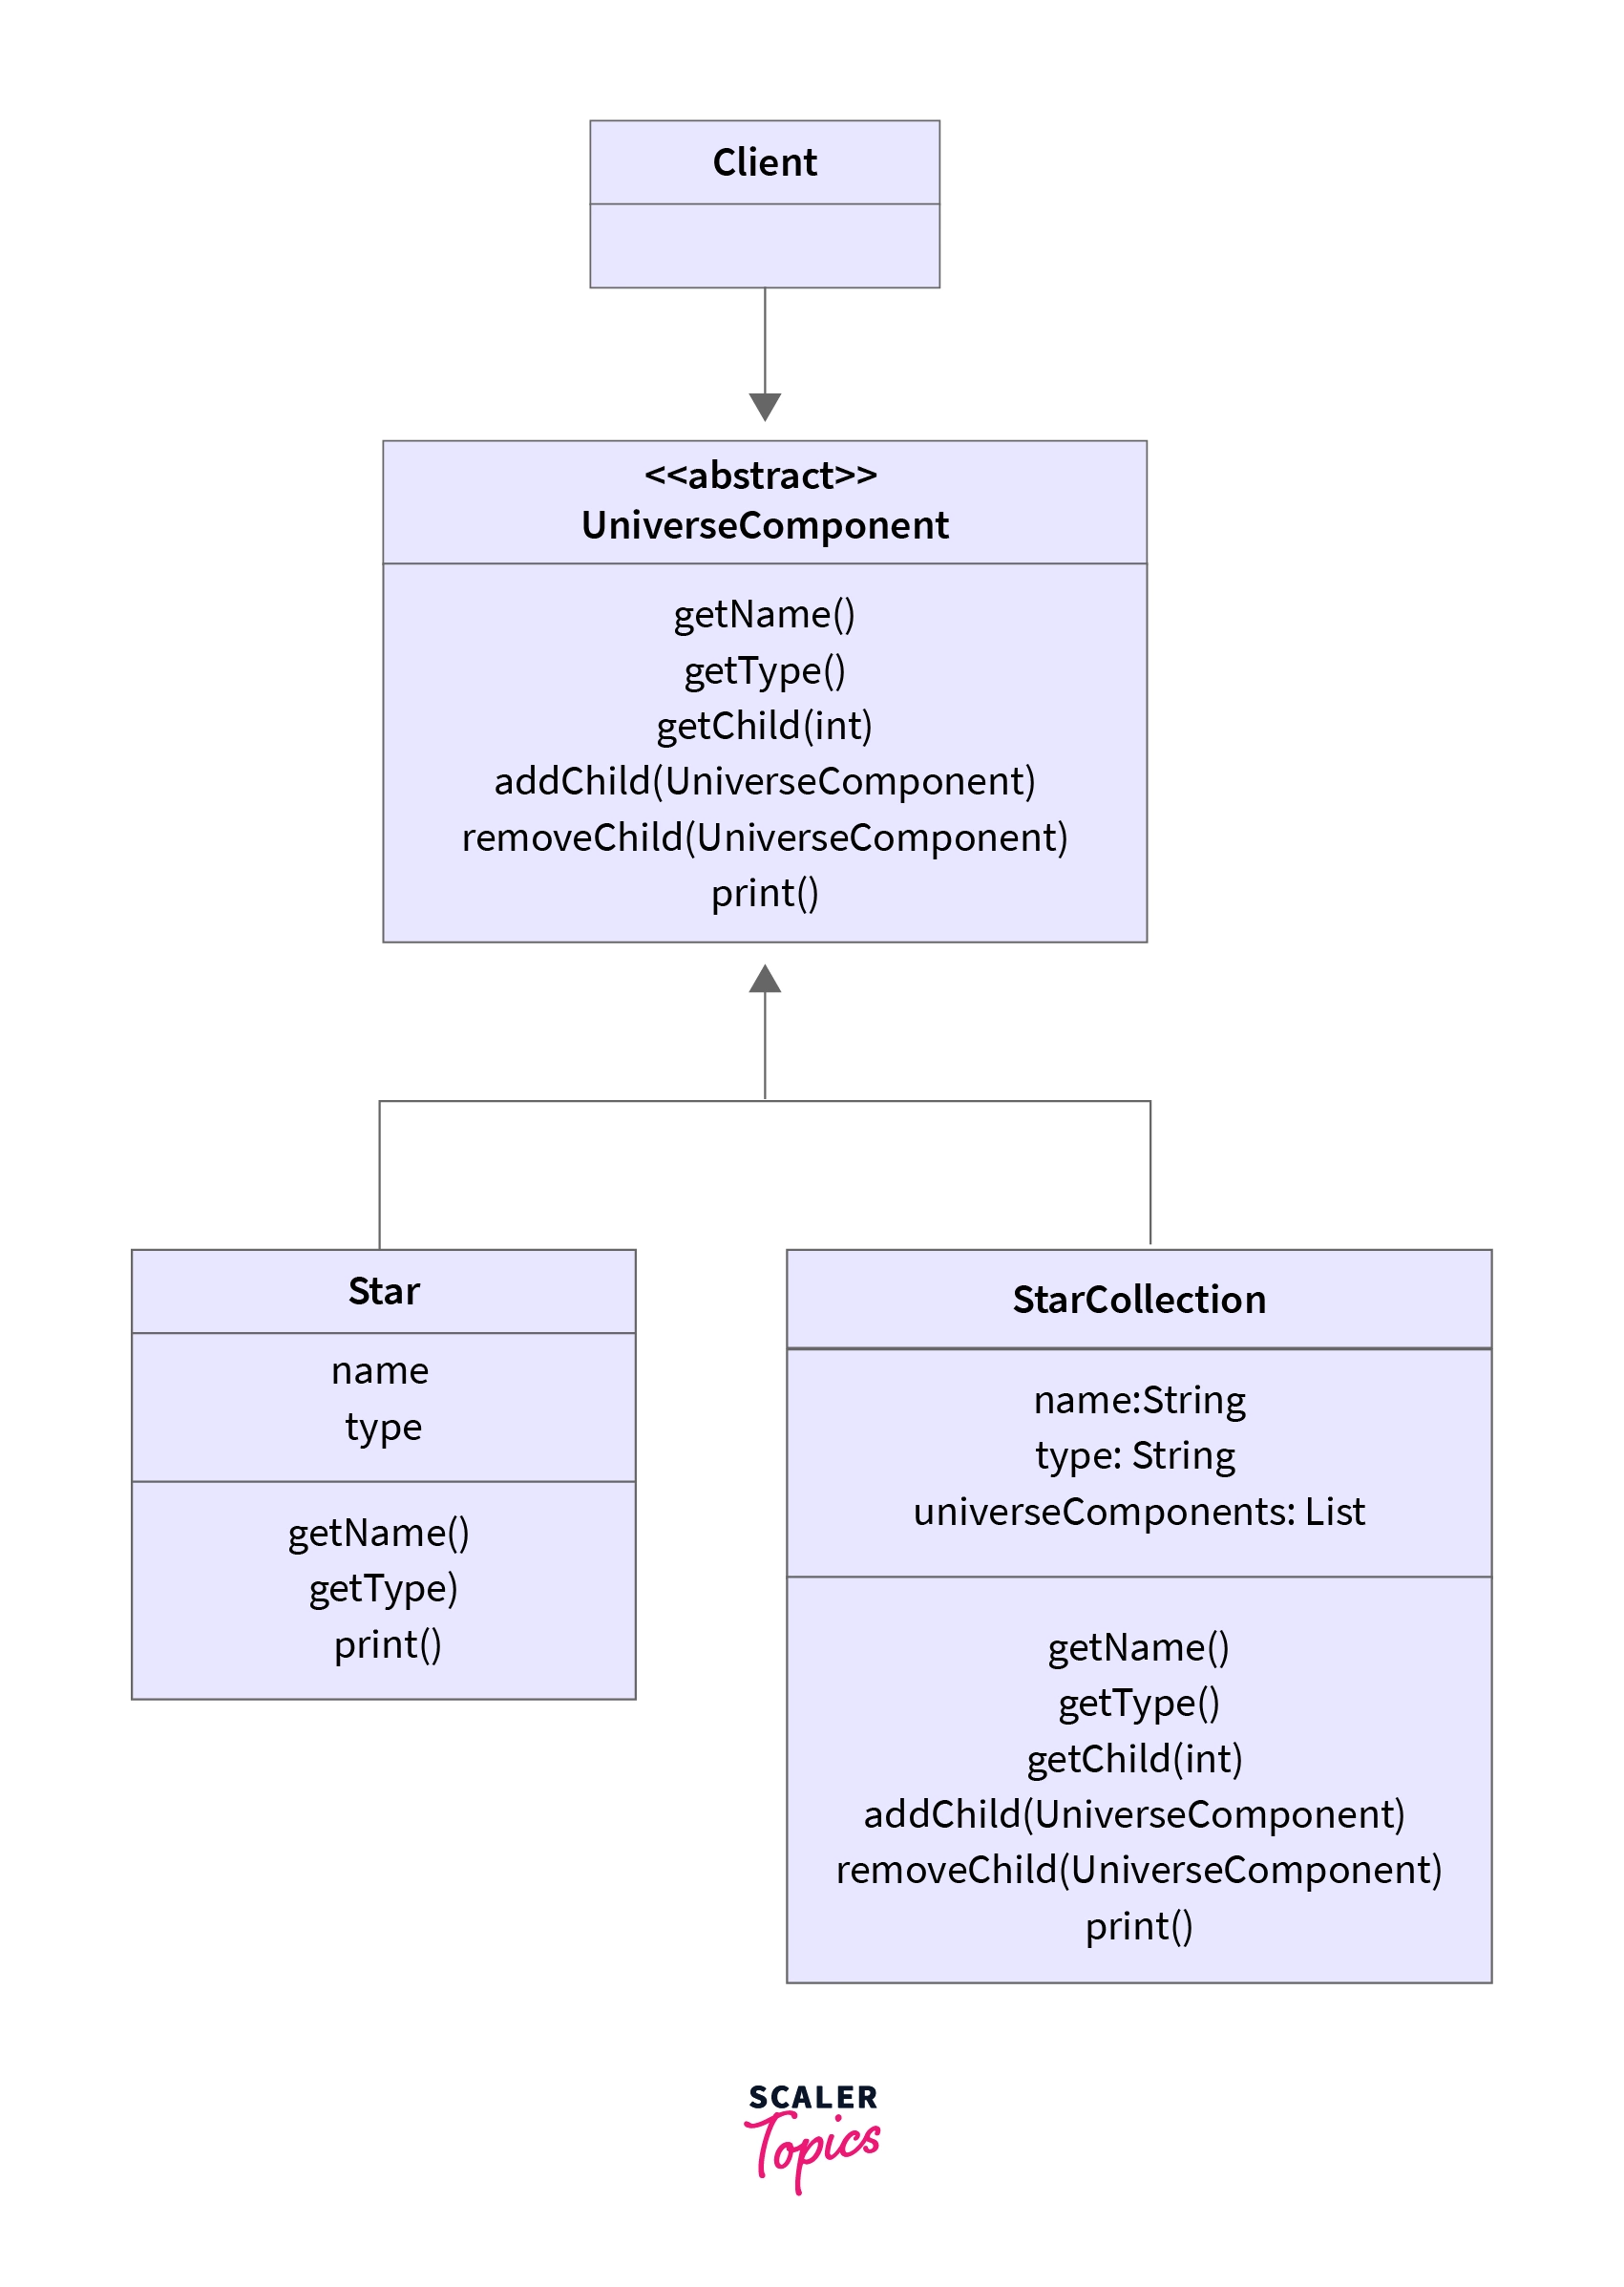 Client
<<abstract>>
UniverseComponent
getName()
getType()
getChild(int)
addChild(UniverseComponent)
removeChild(UniverseComponent)
print()
Star
name
type
getName()
getType)
print()
StarCollection
name:String
type: String
universeComponents: List
getName()
getType()
getChild(int)
addChild(UniverseComponent)
removeChild(UniverseComponent)
print()
SCALER
Topics